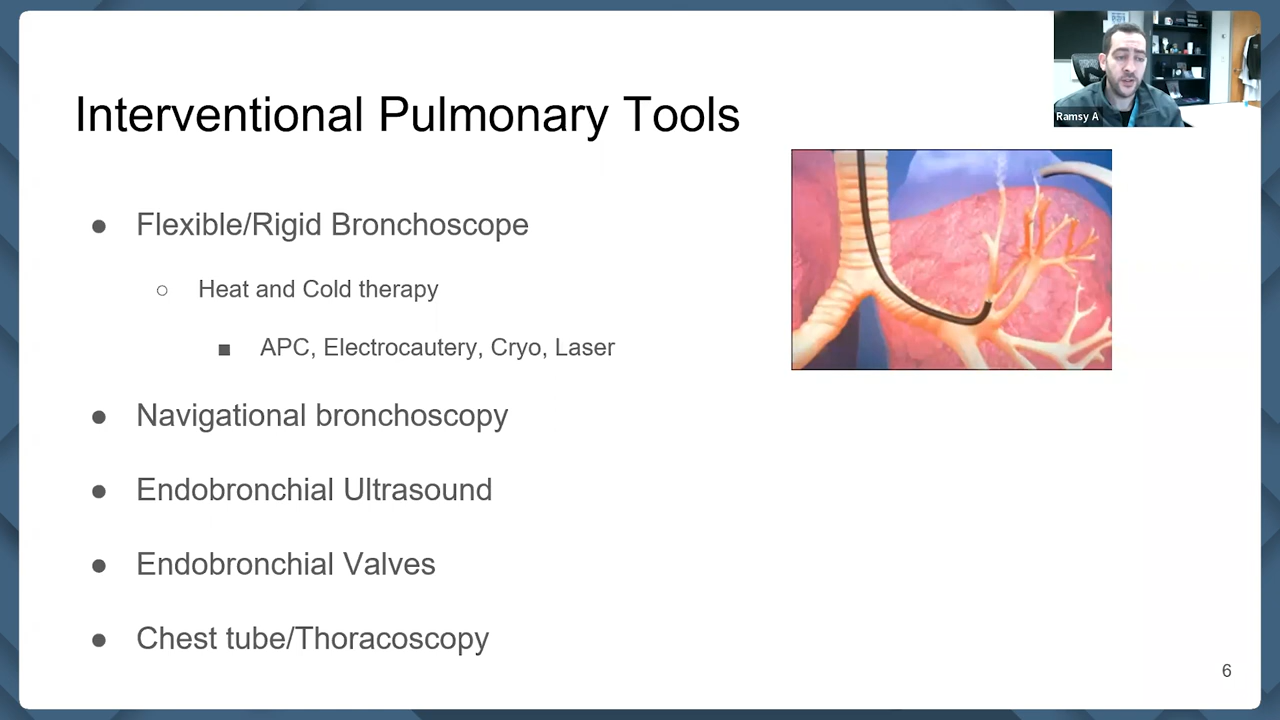 Interventional Pulmonary Tools
Ramsy A
● Flexible/Rigid Bronchoscope
○ Heat and Cold therapy
■ APC, Electrocautery, Cryo, Laser
● Navigational bronchoscopy
● Endobronchial Ultrasound
● Endobronchial Valves
● Chest tube/Thoracoscopy
6